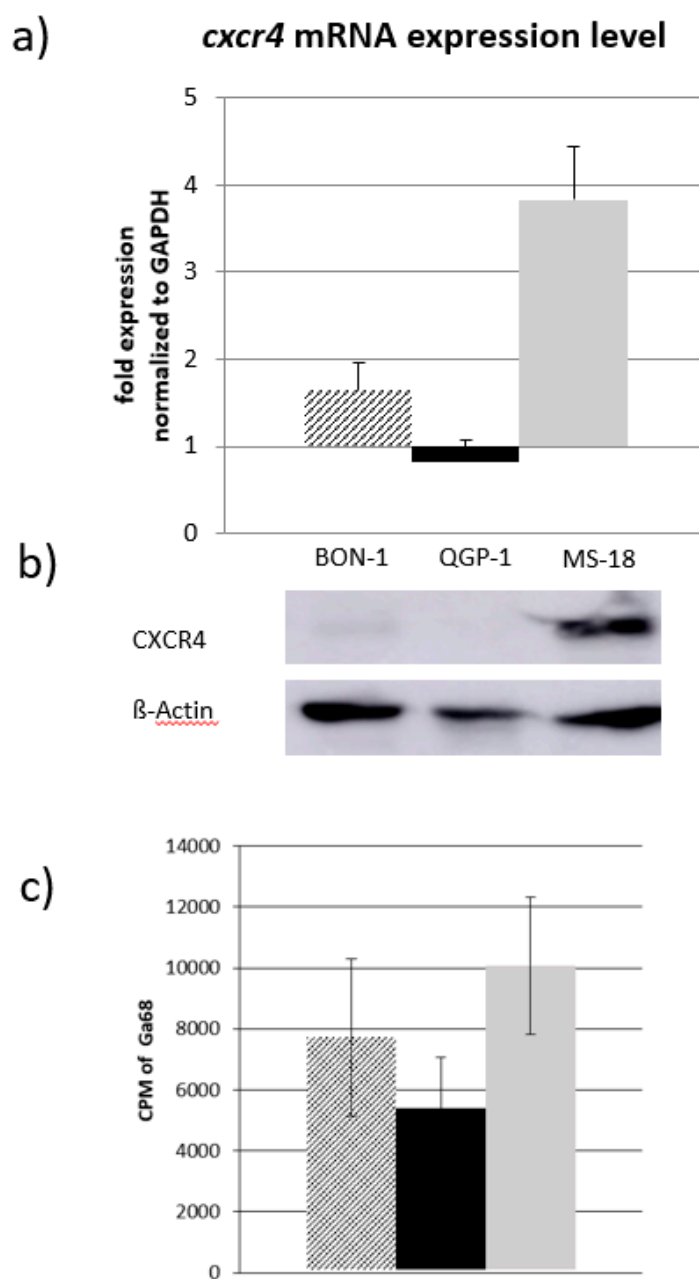 a)
cxcr4 mRNA expression level
fold expression
normalized to GAPDH
5
4
3
2
1
0
BON-1 QGP-1 MS-18
b)
CXCR4
ß-Actin
c)
CPM of Ga68
14000
12000
10000
8000
6000
4000
2000
0